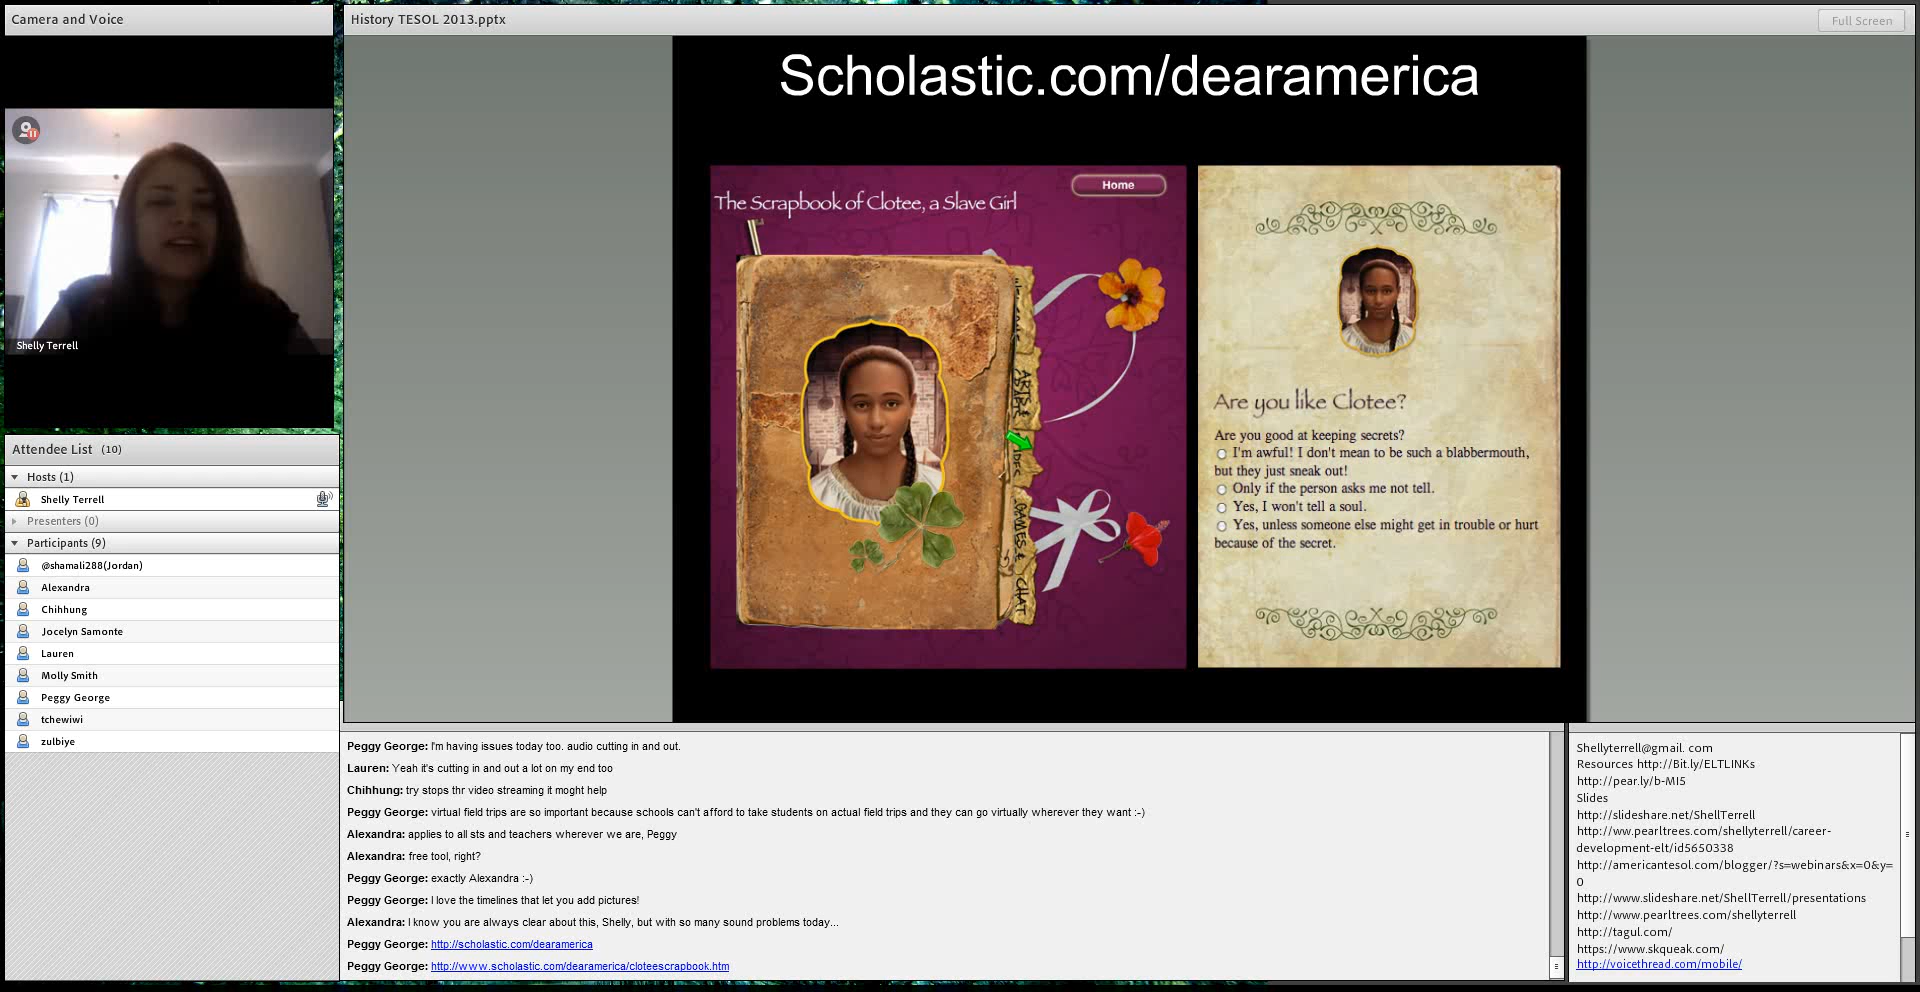 Camera and Voice
Shelly Terrell
Attendee List (10)
Hosts (1)
Shelly Terrell
Presenters (0)
Participants (9)
@shamali288(Jordan)
Alexandra
Chihhung
Jocelyn Samonte
Lauren
Molly Smith
Peggy George
tchewiwi
zulbiye
History TESOL 2013.pptx
Full Screen
Scholastic.com/dearamerica
Home
The Scrapbook of Clotee, a Slave Girl
GAMES & CHAT
Are you like Clotee?
Are you good at keeping secrets?
I'm awful! I don't mean to be such a blabbermouth,
but they just sneak out!
Only if the person asks me not tell.
Yes, I won't tell a soul.
Yes, unless someone else might get in trouble or hurt
because of the secret.
Peggy George: I'm having issues today too. audio cutting in and out.
Lauren: Yeah it's cutting in and out a lot on my end too
Chihhung: try stops thr video streaming it moght help
Peggy George: virtual field trips are so important because schools can't afford to take students on actual field trips and they can go virtually wherever they want :-)
Alexandra: applies to all sts and teachers wherever we are, Peggy
Alexandra: free tool, right?
Peggy George: exactly Alexandra :-)
Peggy George: I love the timelines that let you add pictures!
Alexandra: I know you are always clear about this, Shelly, but with so many sound problems today...
Peggy George: http://scholastic.com/dearamerica
Peggy George: http://www.scholastic.com/dearamerica/cloteescrapbook.htm
Shellyterrell@gmail. com
Resources http://Bit.ly/ELTLINKs
http://pear.ly/b-MI5
Slides
http://slideshare.net/ShellTerrell
http://ww.pearltrees.com/shellyterrell/career-
development-elt/id5650338
http://americantesol.com/blogger/?s=webinars&x=0&y=
0
http://www.slideshare.net/ShellTerrell/presentations
http://www.pearltrees.com/shellyterrell
http://tagul.com/
https://www.skqueak.com/
http://voicethread.com/mobile/